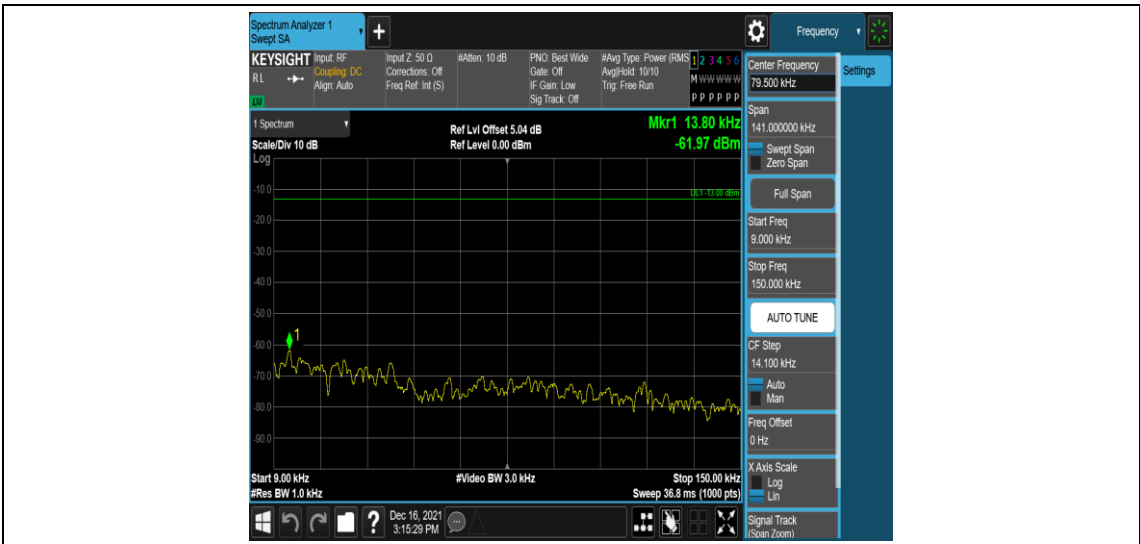 Spectrum Analyzer 1
Swept SA
+
Frequency
KEYSIGHT
RL
LXI
Input: RF
Coupling: DC
Align: Auto
Input Z: 50 Ω
Corrections: Off
Freq Ref: Int (S)
#Atten: 10 dB
PNO: Best Wide
Gate: Off
IF Gain: Low
Sig Track: Off
#Avg Type: Power (RMS
Avg|Hold: 10/10
Trig: Free Run
1 2 3 4 5 6
M W W W W W
P P P P P P
Center Frequency
79.500 kHz
Settings
Span
141.000000 kHz
Swept Span
Zero Span
Full Span
Start Freq
9.000 kHz
Stop Freq
150.000 kHz
AUTO TUNE
CF Step
14.100 kHz
Auto
Man
Freq Offset
0 Hz
X Axis Scale
Log
Lin
Signal Track
(Span Zoom)
1 Spectrum
Scale/Div 10 dB
Log
Ref Lvl Offset 5.04 dB
Ref Level 0.00 dBm
Mkr1 13.80 kHz
-61.97 dBm
DL1 -13.00 dBm
-10.0
-20.0
-30.0
-40.0
-50.0
-60.0
-70.0
-80.0
-90.0
1
Start 9.00 kHz
#Res BW 1.0 kHz
#Video BW 3.0 kHz
Stop 150.00 kHz
Sweep 36.8 ms (1000 pts)
?
Dec 16, 2021
3:15:29 PM